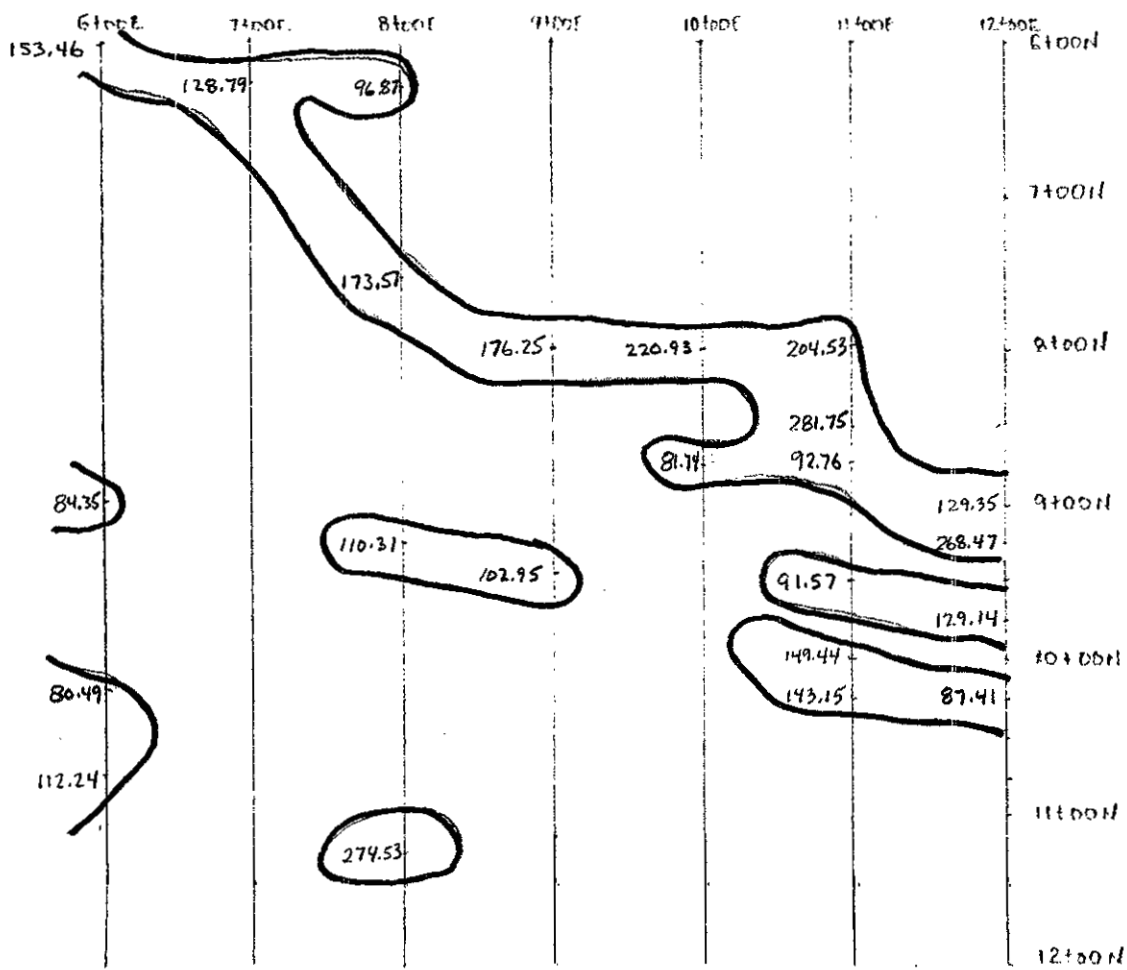 6+00E 7+00E 8+00E 9+00E 10+00E 11+00E 12+00E
153.46 6+00N
128.79 96.87
7+00N
173.57
176.25 220.93 204.53 8+00N
281.75
81.74 92.76
84.35 129.35 9+00N
110.31 268.47
102.95 91.57
129.14
149.44 10+00N
80.49 143.15 87.41
112.24
11+00N
274.53
12+00N